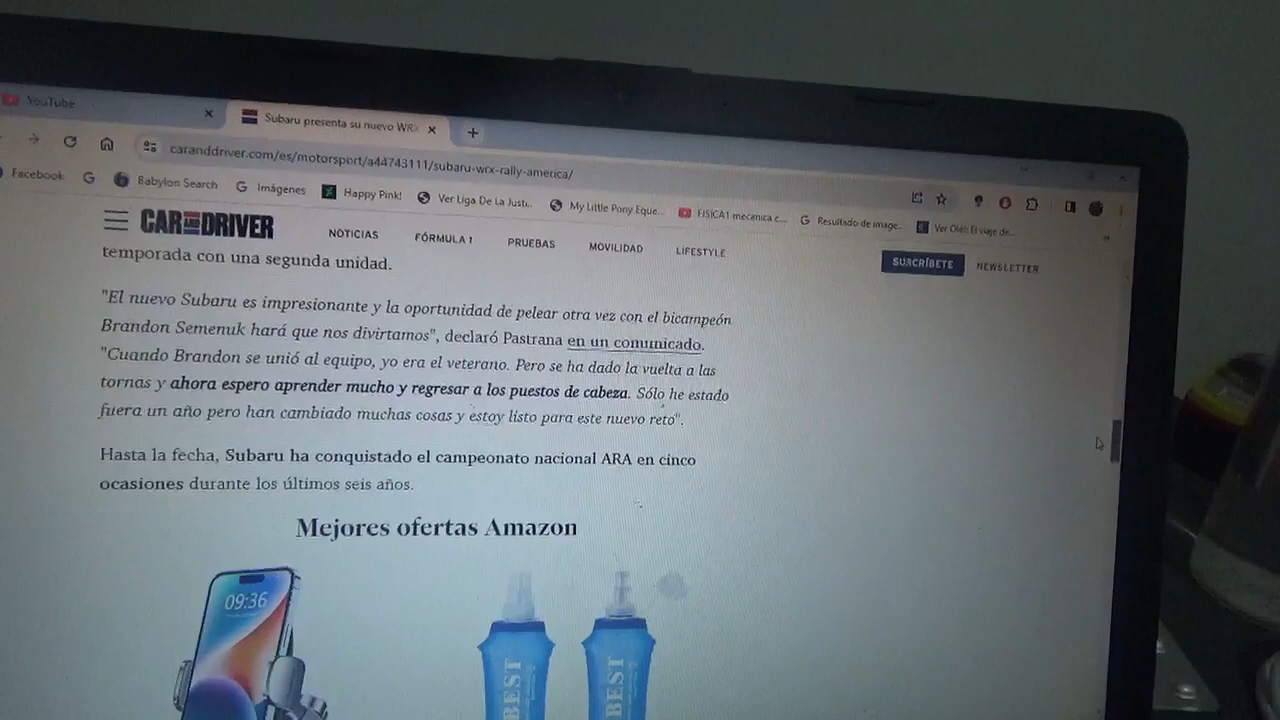 YouTube
Subaru presenta su nuevo WRX
caranddriver.com/es/motorsport/a44743111/subaru-wrx-rally-america/
Facebook
Babylon Search
Imágenes
Happy Pink!
Ver Liga De La Justi...
My Little Pony Eque...
FISICA1 mecanica c...
Resultado de image...
Ver Olé! El viaje de...
CAR AND DRIVER
NOTICIAS
FÓRMULA 1
PRUEBAS
MOVILIDAD
LIFESTYLE
SUSCRÍBETE
NEWSLETTER
temporada con una segunda unidad.
"El nuevo Subaru es impresionante y la oportunidad de pelear otra vez con el bicampeón
Brandon Semenuk hará que nos divirtamos", declaró Pastrana en un comunicado.
"Cuando Brandon se unió al equipo, yo era el veterano. Pero se ha dado la vuelta a las
tornas y ahora espero aprender mucho y regresar a los puestos de cabeza. Sólo he estado
fuera un año pero han cambiado muchas cosas y estoy listo para este nuevo reto".
Hasta la fecha, Subaru ha conquistado el campeonato nacional ARA en cinco
ocasiones durante los últimos seis años.
Mejores ofertas Amazon
09:36
BEST
BEST